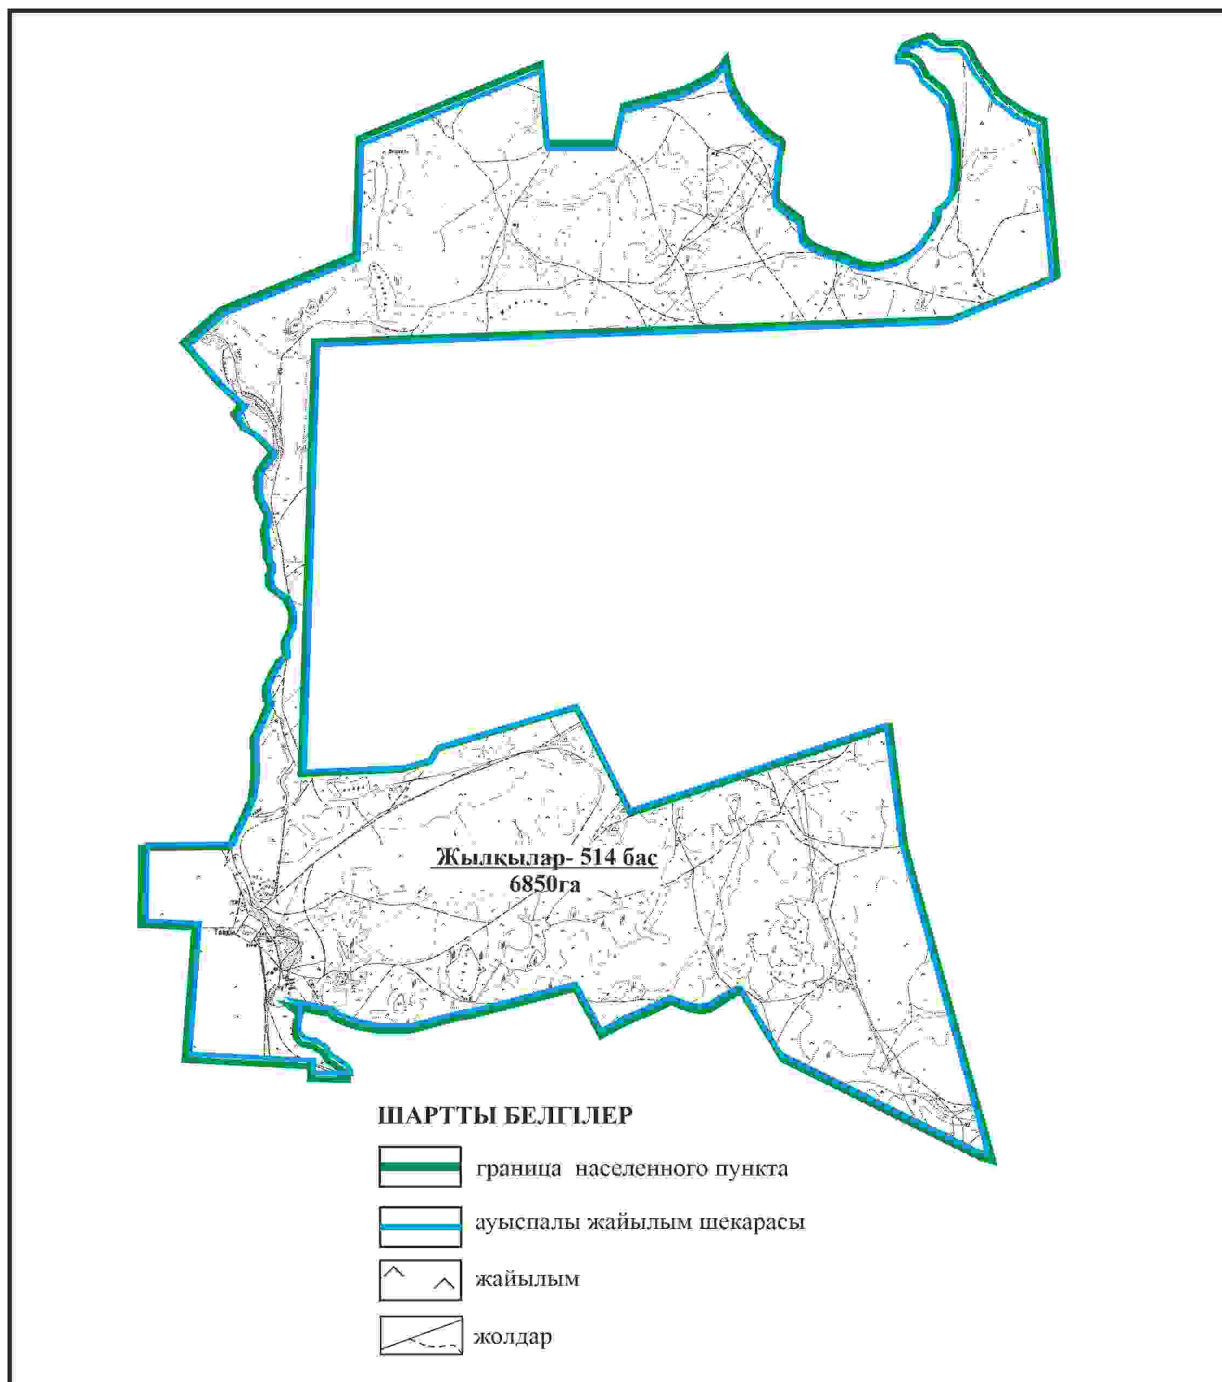 Жылқылар- 514 бас
6850га
ШАРТТЫ БЕЛГІЛЕР
граница населенного пункта
ауыспалы жайылым шекарасы
жайылым
жолдар